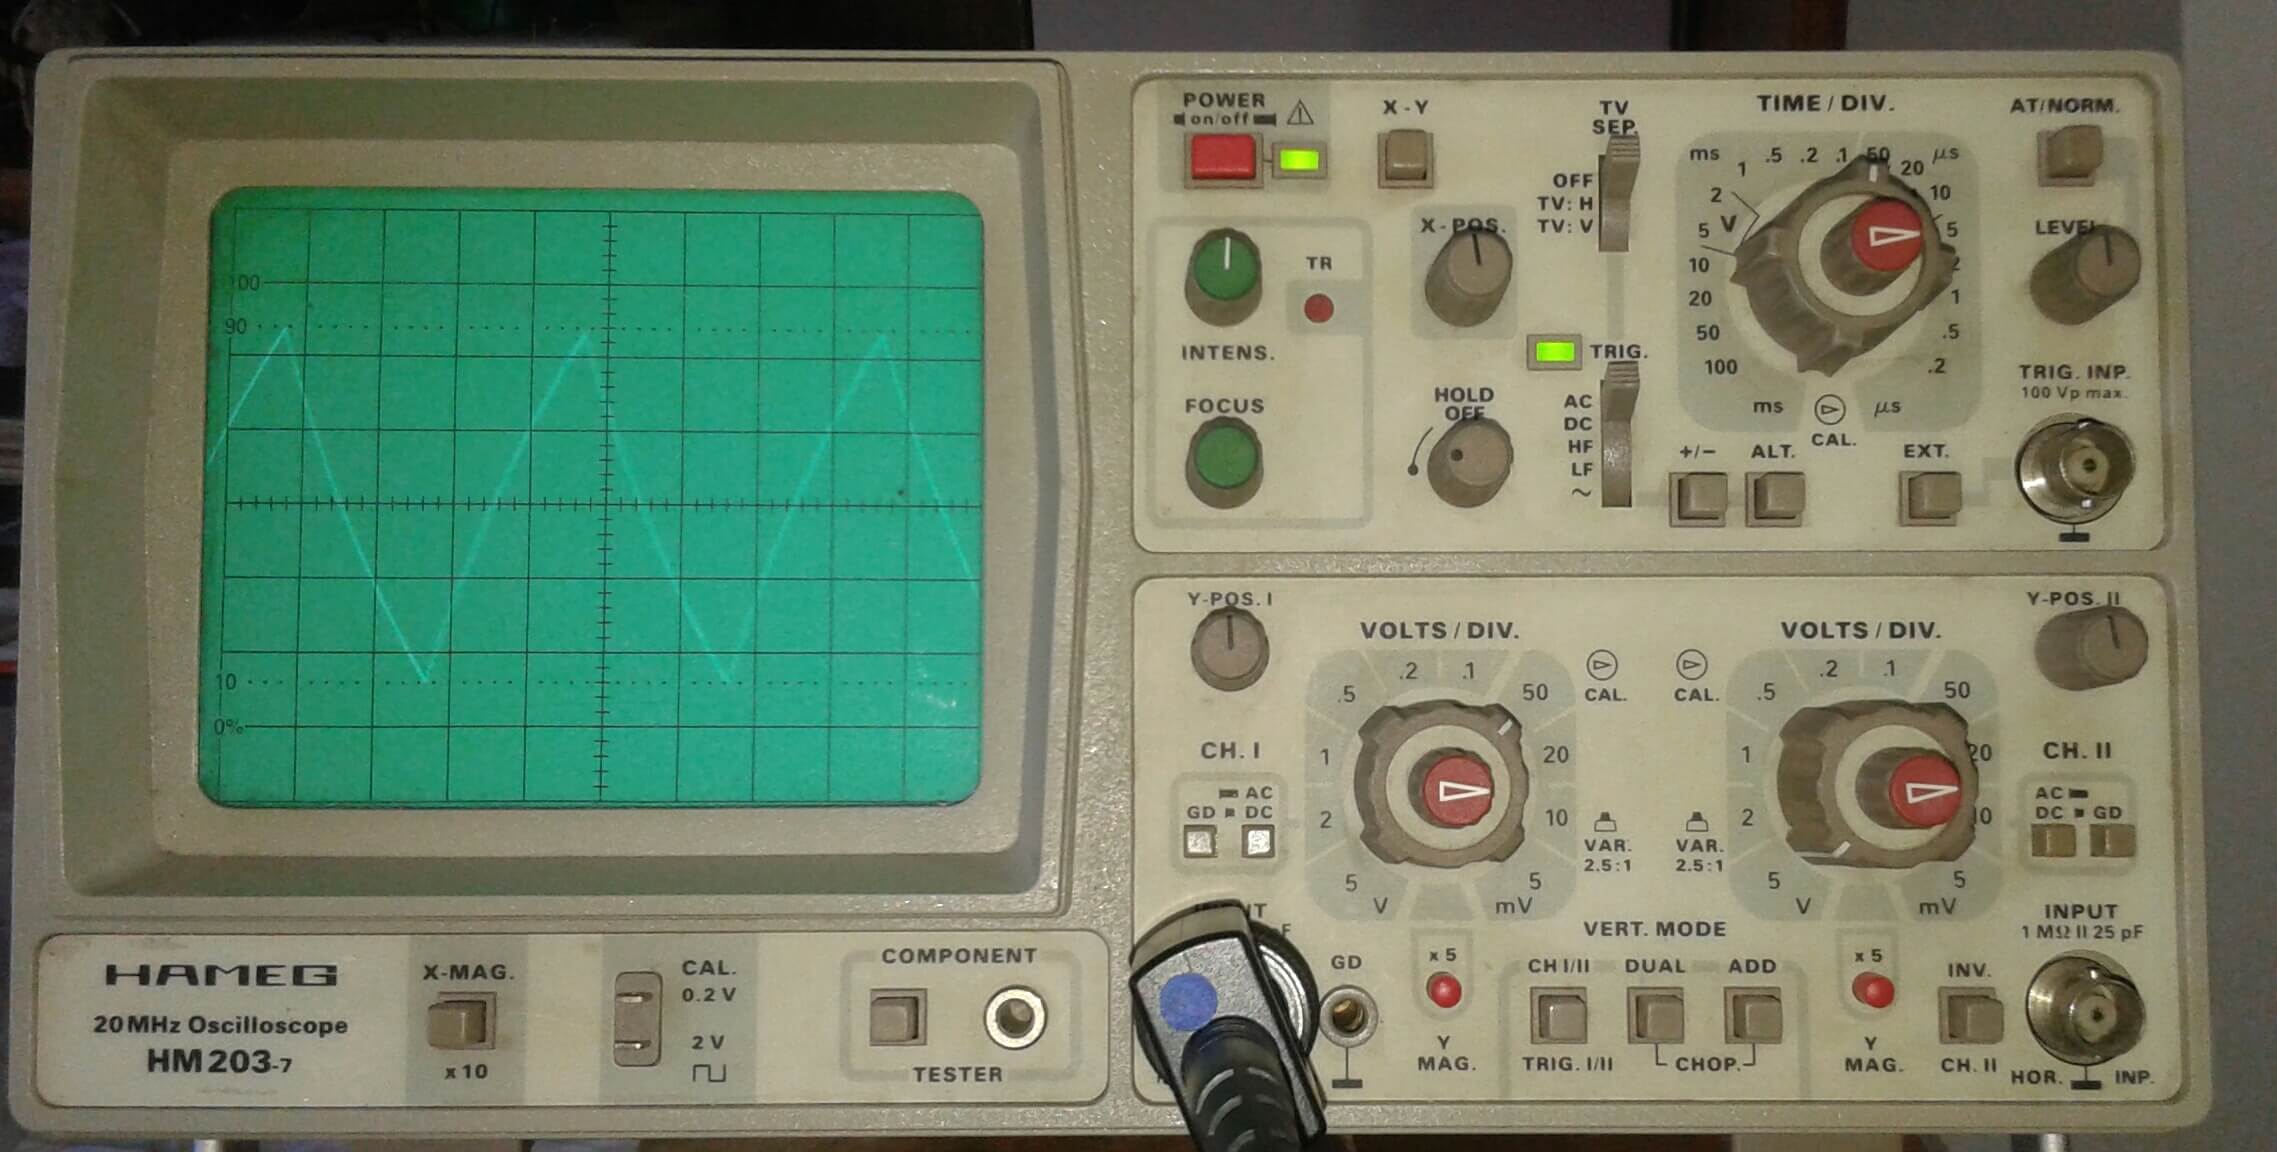 100
90
10
0%
HAMEG
20 MHz Oscilloscope
HM203-7
X-MAG.
x10
CAL.
0.2 V
2 V
COMPONENT
TESTER
POWER
on/off
X-Y
TV
SEP.
OFF
TV: H
TV: V
TIME / DIV.
ms
1
.5
.2
.1
50
20
µs
10
5
2
1
.5
.2
µs
2
V
5
10
20
50
100
ms
CAL.
AT/NORM.
LEVEL
INTENS.
TR
FOCUS
X-POS.
TRIG.
HOLD
OFF
AC
DC
HF
LF
~
+/-
ALT.
EXT.
TRIG. INP.
100 Vp max.
Y-POS. I
VOLTS / DIV.
.5
.2
.1
50
20
10
5
mV
1
2
5
V
CAL.
VAR.
2.5:1
CH. I
AC
GD
DC
CAL.
VAR.
2.5:1
VOLTS / DIV.
.5
.2
.1
50
20
10
5
mV
1
2
5
V
Y-POS. II
CH. II
AC
DC
GD
INPUT
1 MΩ II 25 pF
GD
x5
Y
MAG.
VERT. MODE
CH I/II
DUAL
ADD
TRIG. I/II
CHOP.
x5
Y
MAG.
INV.
CH. II
HOR.
INP.